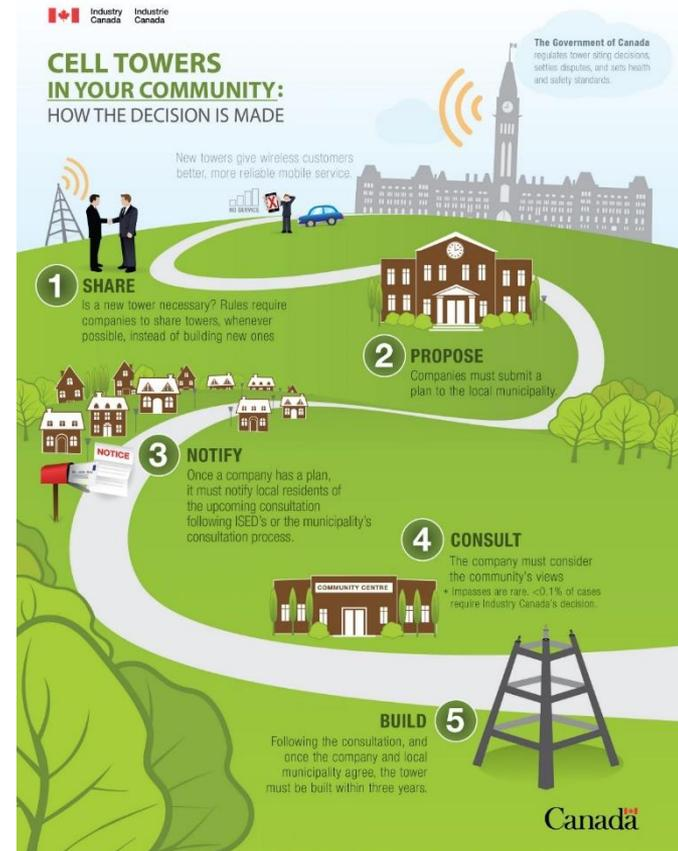 Industry Canada
Industrie Canada
CELL TOWERS
IN YOUR COMMUNITY:
HOW THE DECISION IS MADE
The Government of Canada
regulates tower siting decisions,
settles disputes, and sets health
and safety standards.
New towers give wireless customers
better, more reliable mobile service.
NO SERVICE
1 SHARE
Is a new tower necessary? Rules require
companies to share towers, whenever
possible, instead of building new ones
2 PROPOSE
Companies must submit a
plan to the local municipality.
NOTICE
3 NOTIFY
Once a company has a plan,
it must notify local residents of
the upcoming consultation
following ISED's or the municipality's
consultation process.
4 CONSULT
The company must consider
the community's views
* Impasses are rare. <0.1% of cases
require Industry Canada's decision.
COMMUNITY CENTRE
BUILD 5
Following the consultation, and
once the company and local
municipality agree, the tower
must be built within three years.
Canada